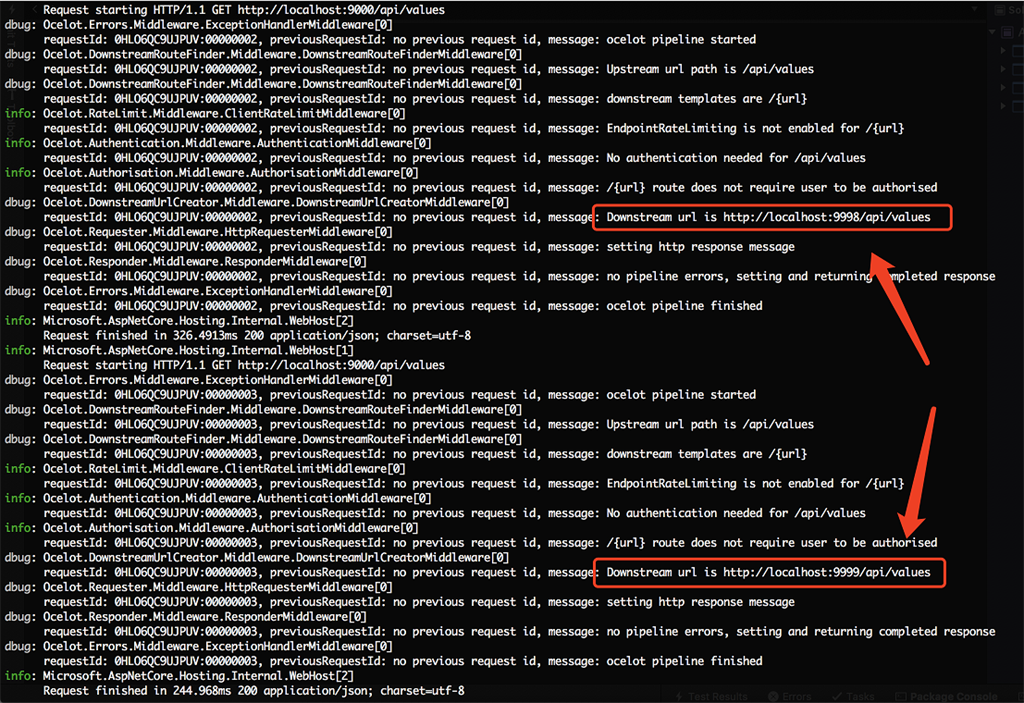 Request starting HTTP/1.1 GET http://localhost:9000/api/values
dbug: Ocelot.Errors.Middleware.ExceptionHandlerMiddleware[0]
requestId: 0HLO6QC9UJPUV:00000002, previousRequestId: no previous request id, message: ocelot pipeline started
dbug: Ocelot.DownstreamRouteFinder.Middleware.DownstreamRouteFinderMiddleware[0]
requestId: 0HLO6QC9UJPUV:00000002, previousRequestId: no previous request id, message: Upstream url path is /api/values
dbug: Ocelot.DownstreamRouteFinder.Middleware.DownstreamRouteFinderMiddleware[0]
requestId: 0HLO6QC9UJPUV:00000002, previousRequestId: no previous request id, message: downstream templates are /{url}
info: Ocelot.RateLimit.Middleware.ClientRateLimitMiddleware[0]
requestId: 0HLO6QC9UJPUV:00000002, previousRequestId: no previous request id, message: EndpointRateLimiting is not enabled for /{url}
info: Ocelot.Authentication.Middleware.AuthenticationMiddleware[0]
requestId: 0HLO6QC9UJPUV:00000002, previousRequestId: no previous request id, message: No authentication needed for /api/values
info: Ocelot.Authorisation.Middleware.AuthorisationMiddleware[0]
requestId: 0HLO6QC9UJPUV:00000002, previousRequestId: no previous request id, message: /{url} route does not require user to be authorised
dbug: Ocelot.DownstreamUrlCreator.Middleware.DownstreamUrlCreatorMiddleware[0]
requestId: 0HLO6QC9UJPUV:00000002, previousRequestId: no previous request id, message: Downstream url is http://localhost:9998/api/values
dbug: Ocelot.Requester.Middleware.HttpRequesterMiddleware[0]
requestId: 0HLO6QC9UJPUV:00000002, previousRequestId: no previous request id, message: setting http response message
dbug: Ocelot.Responder.Middleware.ResponderMiddleware[0]
requestId: 0HLO6QC9UJPUV:00000002, previousRequestId: no previous request id, message: no pipeline errors, setting and returning completed response
dbug: Ocelot.Errors.Middleware.ExceptionHandlerMiddleware[0]
requestId: 0HLO6QC9UJPUV:00000002, previousRequestId: no previous request id, message: ocelot pipeline finished
info: Microsoft.AspNetCore.Hosting.Internal.WebHost[2]
Request finished in 326.4913ms 200 application/json; charset=utf-8
info: Microsoft.AspNetCore.Hosting.Internal.WebHost[1]
Request starting HTTP/1.1 GET http://localhost:9000/api/values
dbug: Ocelot.Errors.Middleware.ExceptionHandlerMiddleware[0]
requestId: 0HLO6QC9UJPUV:00000003, previousRequestId: no previous request id, message: ocelot pipeline started
dbug: Ocelot.DownstreamRouteFinder.Middleware.DownstreamRouteFinderMiddleware[0]
requestId: 0HLO6QC9UJPUV:00000003, previousRequestId: no previous request id, message: Upstream url path is /api/values
dbug: Ocelot.DownstreamRouteFinder.Middleware.DownstreamRouteFinderMiddleware[0]
requestId: 0HLO6QC9UJPUV:00000003, previousRequestId: no previous request id, message: downstream templates are /{url}
info: Ocelot.RateLimit.Middleware.ClientRateLimitMiddleware[0]
requestId: 0HLO6QC9UJPUV:00000003, previousRequestId: no previous request id, message: EndpointRateLimiting is not enabled for /{url}
info: Ocelot.Authentication.Middleware.AuthenticationMiddleware[0]
requestId: 0HLO6QC9UJPUV:00000003, previousRequestId: no previous request id, message: No authentication needed for /api/values
info: Ocelot.Authorisation.Middleware.AuthorisationMiddleware[0]
requestId: 0HLO6QC9UJPUV:00000003, previousRequestId: no previous request id, message: /{url} route does not require user to be authorised
dbug: Ocelot.DownstreamUrlCreator.Middleware.DownstreamUrlCreatorMiddleware[0]
requestId: 0HLO6QC9UJPUV:00000003, previousRequestId: no previous request id, message: Downstream url is http://localhost:9999/api/values
dbug: Ocelot.Requester.Middleware.HttpRequesterMiddleware[0]
requestId: 0HLO6QC9UJPUV:00000003, previousRequestId: no previous request id, message: setting http response message
dbug: Ocelot.Responder.Middleware.ResponderMiddleware[0]
requestId: 0HLO6QC9UJPUV:00000003, previousRequestId: no previous request id, message: no pipeline errors, setting and returning completed response
dbug: Ocelot.Errors.Middleware.ExceptionHandlerMiddleware[0]
requestId: 0HLO6QC9UJPUV:00000003, previousRequestId: no previous request id, message: ocelot pipeline finished
info: Microsoft.AspNetCore.Hosting.Internal.WebHost[2]
Request finished in 244.968ms 200 application/json; charset=utf-8
Test Results Errors Tasks Package Console